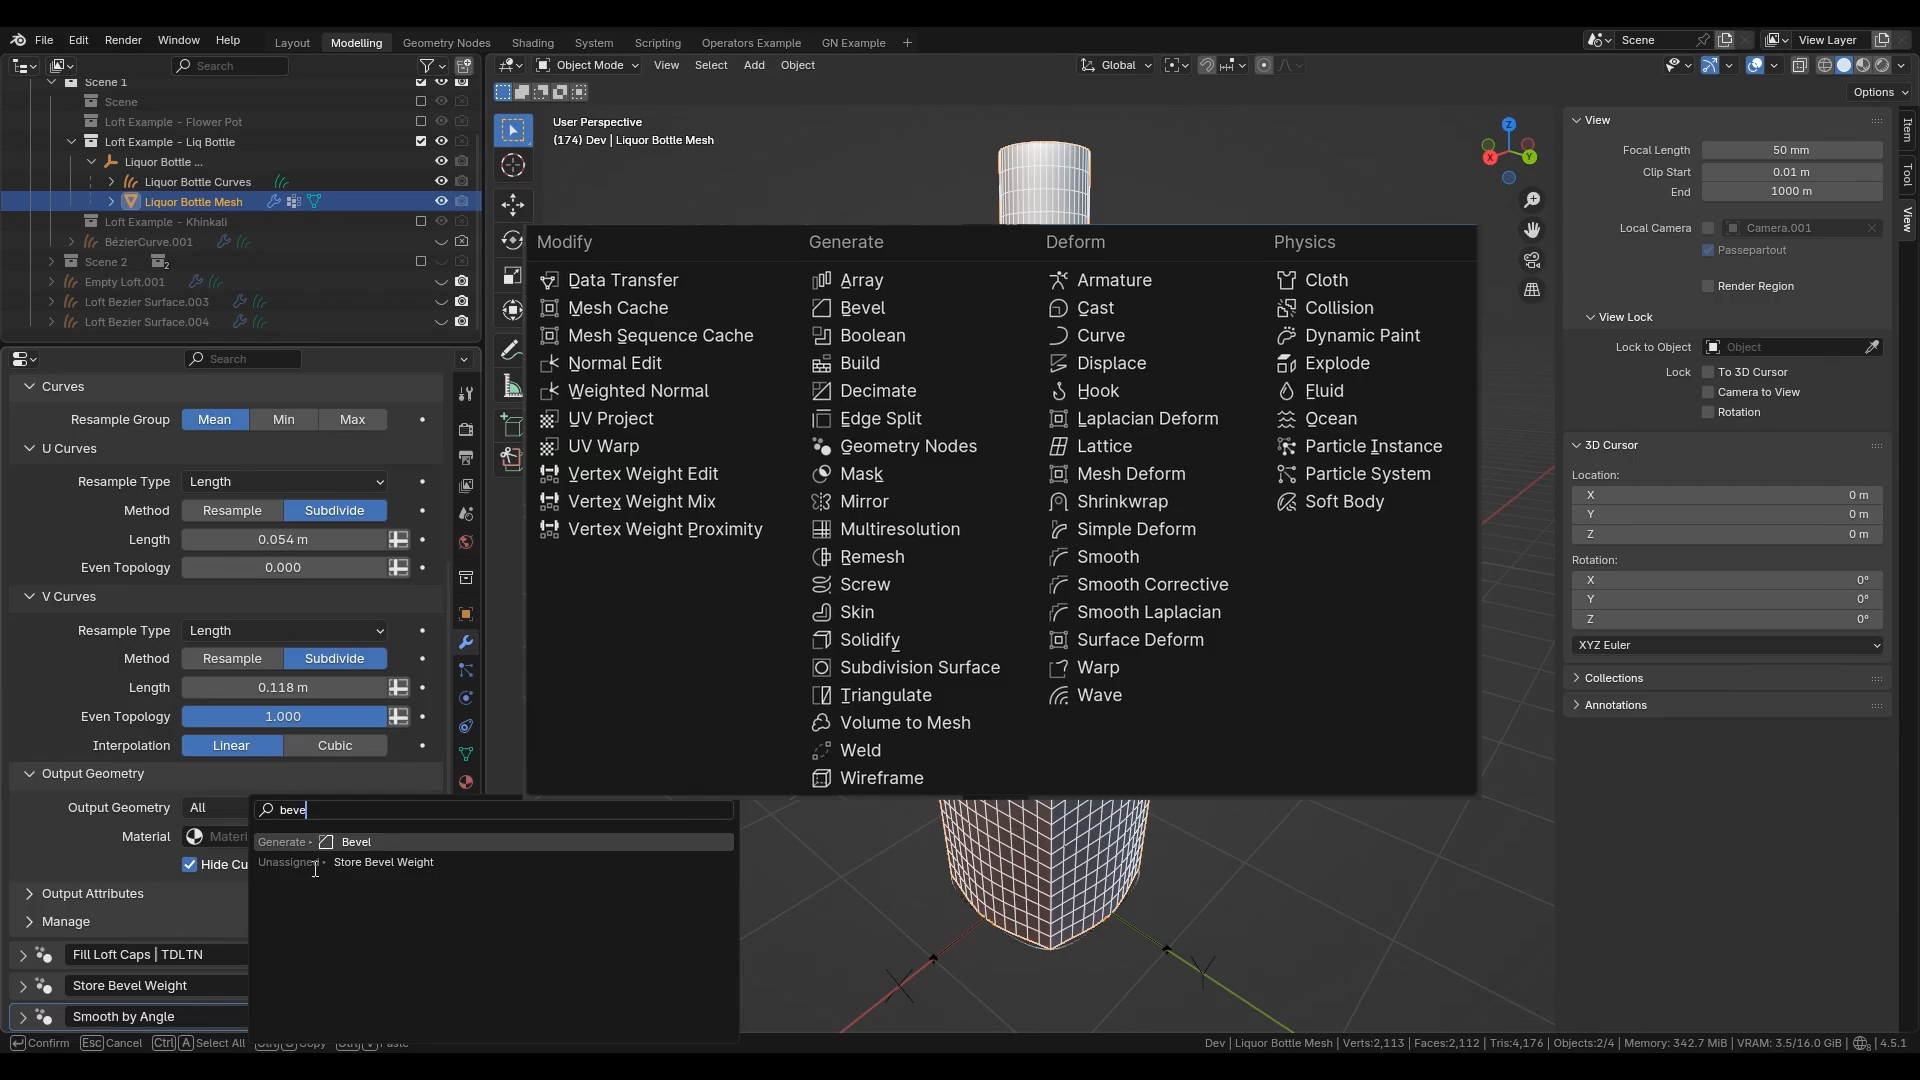 File Edit Render Window Help
Layout Modelling Geometry Nodes Shading System Scripting Operators Example GN Example +
Scene
View Layer
Search
Object Mode View Select Add Object
Global
Options
Scene 1
Scene
Loft Example - Flower Pot
Loft Example - Liq Bottle
Liquor Bottle ...
Liquor Bottle Curves
Liquor Bottle Mesh
Loft Example - Khinkali
BézierCurve.001
Scene 2
2
Empty Loft.001
Loft Bezier Surface.003
Loft Bezier Surface.004
Search
Curves
Resample Group Mean Min Max
U Curves
Resample Type Length
Method Resample Subdivide
Length 0.054 m
Even Topology 0.000
V Curves
Resample Type Length
Method Resample Subdivide
Length 0.118 m
Even Topology 1.000
Interpolation Linear Cubic
Output Geometry
Output Geometry All
Material Materi
Hide Cu
Output Attributes
Manage
Fill Loft Caps | TDLTN
Store Bevel Weight
Smooth by Angle
User Perspective
(174) Dev | Liquor Bottle Mesh
Z
X
Y
Modify
Data Transfer
Mesh Cache
Mesh Sequence Cache
Normal Edit
Weighted Normal
UV Project
UV Warp
Vertex Weight Edit
Vertex Weight Mix
Vertex Weight Proximity
Generate
Array
Bevel
Boolean
Build
Decimate
Edge Split
Geometry Nodes
Mask
Mirror
Multiresolution
Remesh
Screw
Skin
Solidify
Subdivision Surface
Triangulate
Volume to Mesh
Weld
Wireframe
Deform
Armature
Cast
Curve
Displace
Hook
Laplacian Deform
Lattice
Mesh Deform
Shrinkwrap
Simple Deform
Smooth
Smooth Corrective
Smooth Laplacian
Surface Deform
Warp
Wave
Physics
Cloth
Collision
Dynamic Paint
Explode
Fluid
Ocean
Particle Instance
Particle System
Soft Body
beve
Generate Bevel
Unassigned Store Bevel Weight
View
Focal Length 50 mm
Clip Start 0.01 m
End 1000 m
Local Camera Camera.001
Passepartout
Render Region
View Lock
Lock to Object Object
Lock To 3D Cursor
Camera to View
Rotation
3D Cursor
Location:
X 0 m
Y 0 m
Z 0 m
Rotation:
X 0°
Y 0°
Z 0°
XYZ Euler
Collections
Annotations
Item
Tool
View
Confirm Esc Cancel Ctrl A Select All
Dev | Liquor Bottle Mesh | Verts:2,113 | Faces:2,112 | Tris:4,176 | Objects:2/4 | Memory: 342.7 MiB | VRAM: 3.5/16.0 GiB | 8 | 4.5.1